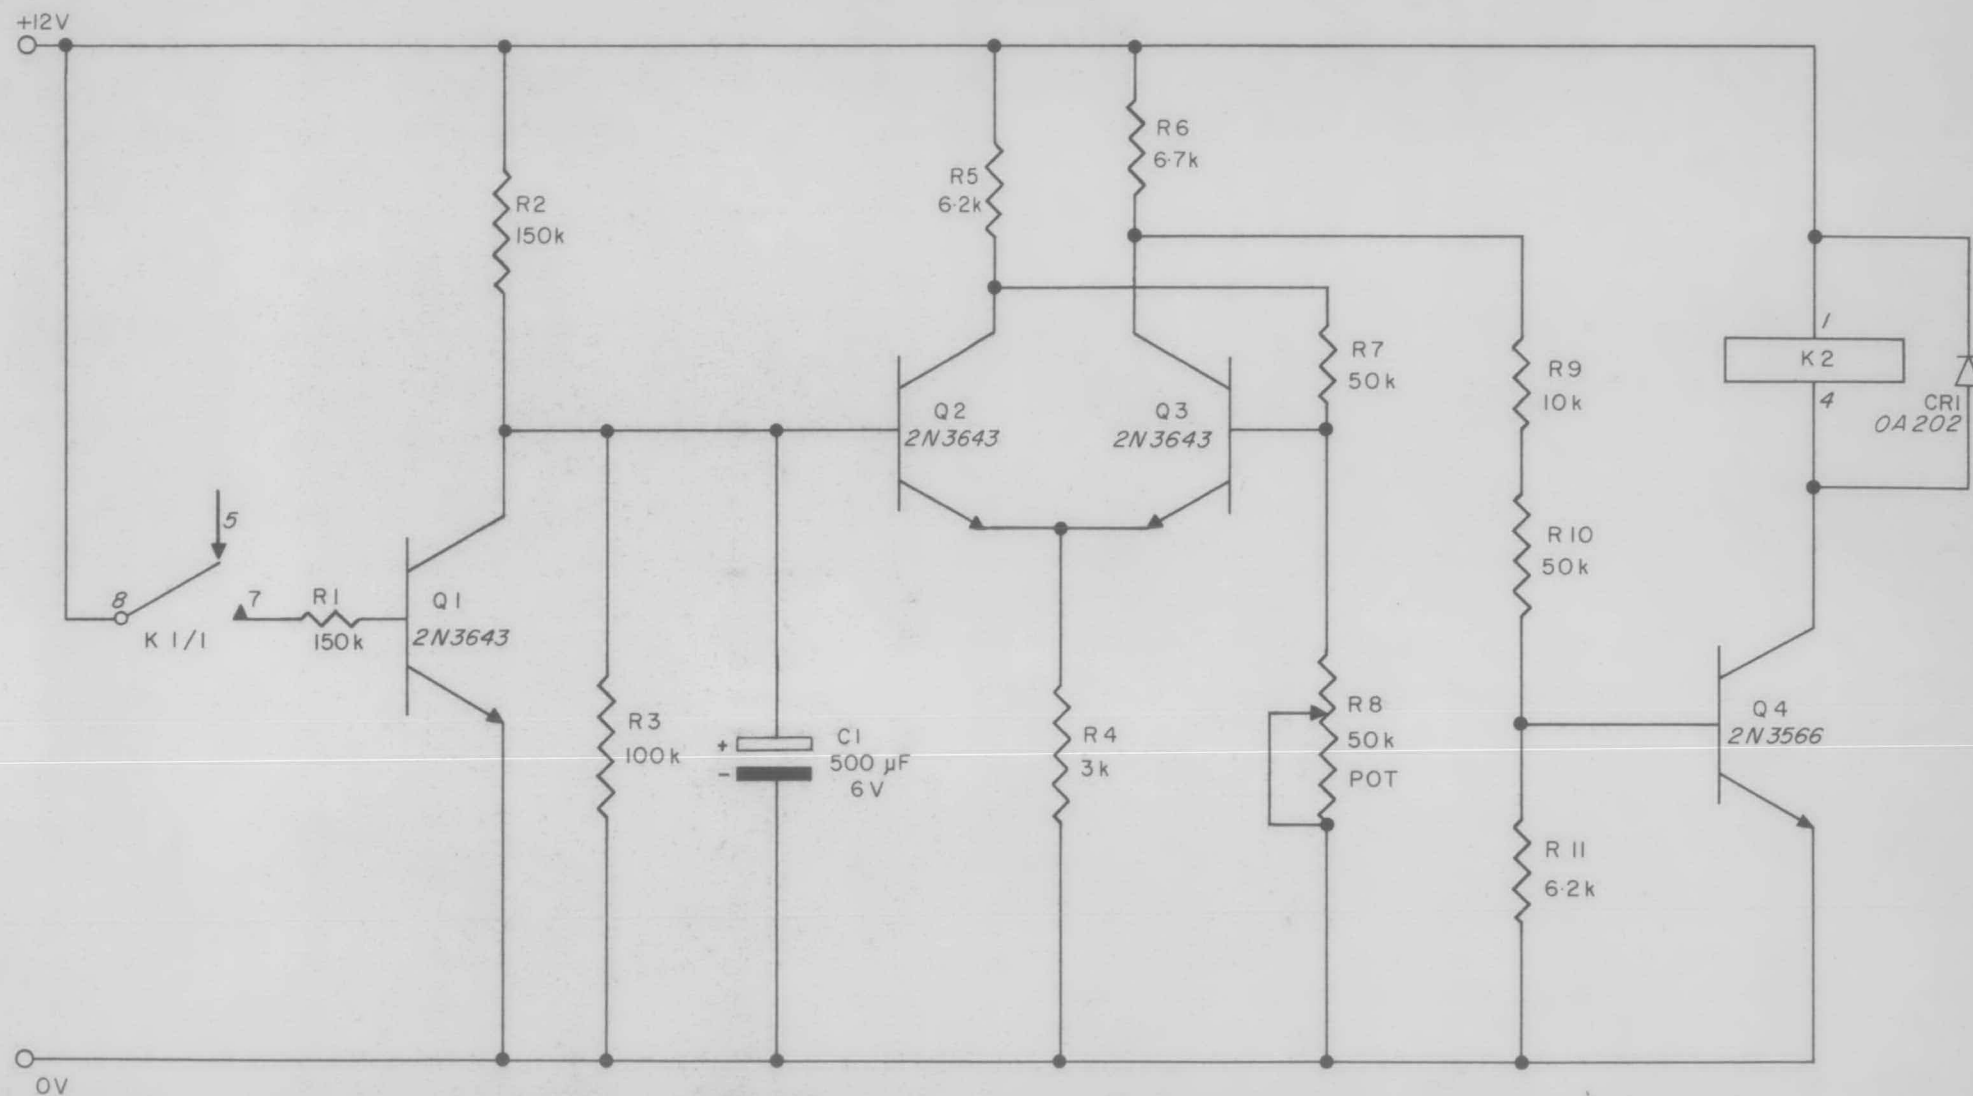 +12V
R2
150k
R5
6·2k
R6
6·7k
R7
50k
R9
10k
1
K2
4
CR1
OA202
Q2
2N3643
Q3
2N3643
5
8
7
K 1/1
R1
150k
Q1
2N3643
R10
50k
R3
100k
+
–
C1
500 µF
6V
R4
3k
R8
50k
POT
Q4
2N3566
R11
6·2k
0V